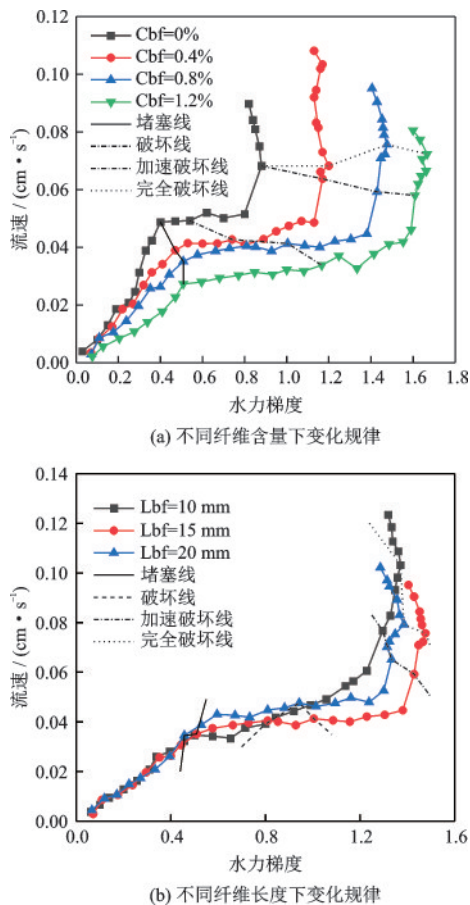 0.12
0.10
0.08
0.06
0.04
0.02
0.00
流速 / (cm·s⁻¹)
Cbf=0%
Cbf=0.4%
Cbf=0.8%
Cbf=1.2%
堵塞线
破坏线
加速破坏线
完全破坏线
0.0 0.2 0.4 0.6 0.8 1.0 1.2 1.4 1.6 1.8
水力梯度
(a) 不同纤维含量下变化规律
0.14
0.12
0.10
0.08
0.06
0.04
0.02
0.00
流速 / (cm·s⁻¹)
Lbf=10 mm
Lbf=15 mm
Lbf=20 mm
堵塞线
破坏线
加速破坏线
完全破坏线
0.0 0.4 0.8 1.2 1.6
水力梯度
(b) 不同纤维长度下变化规律